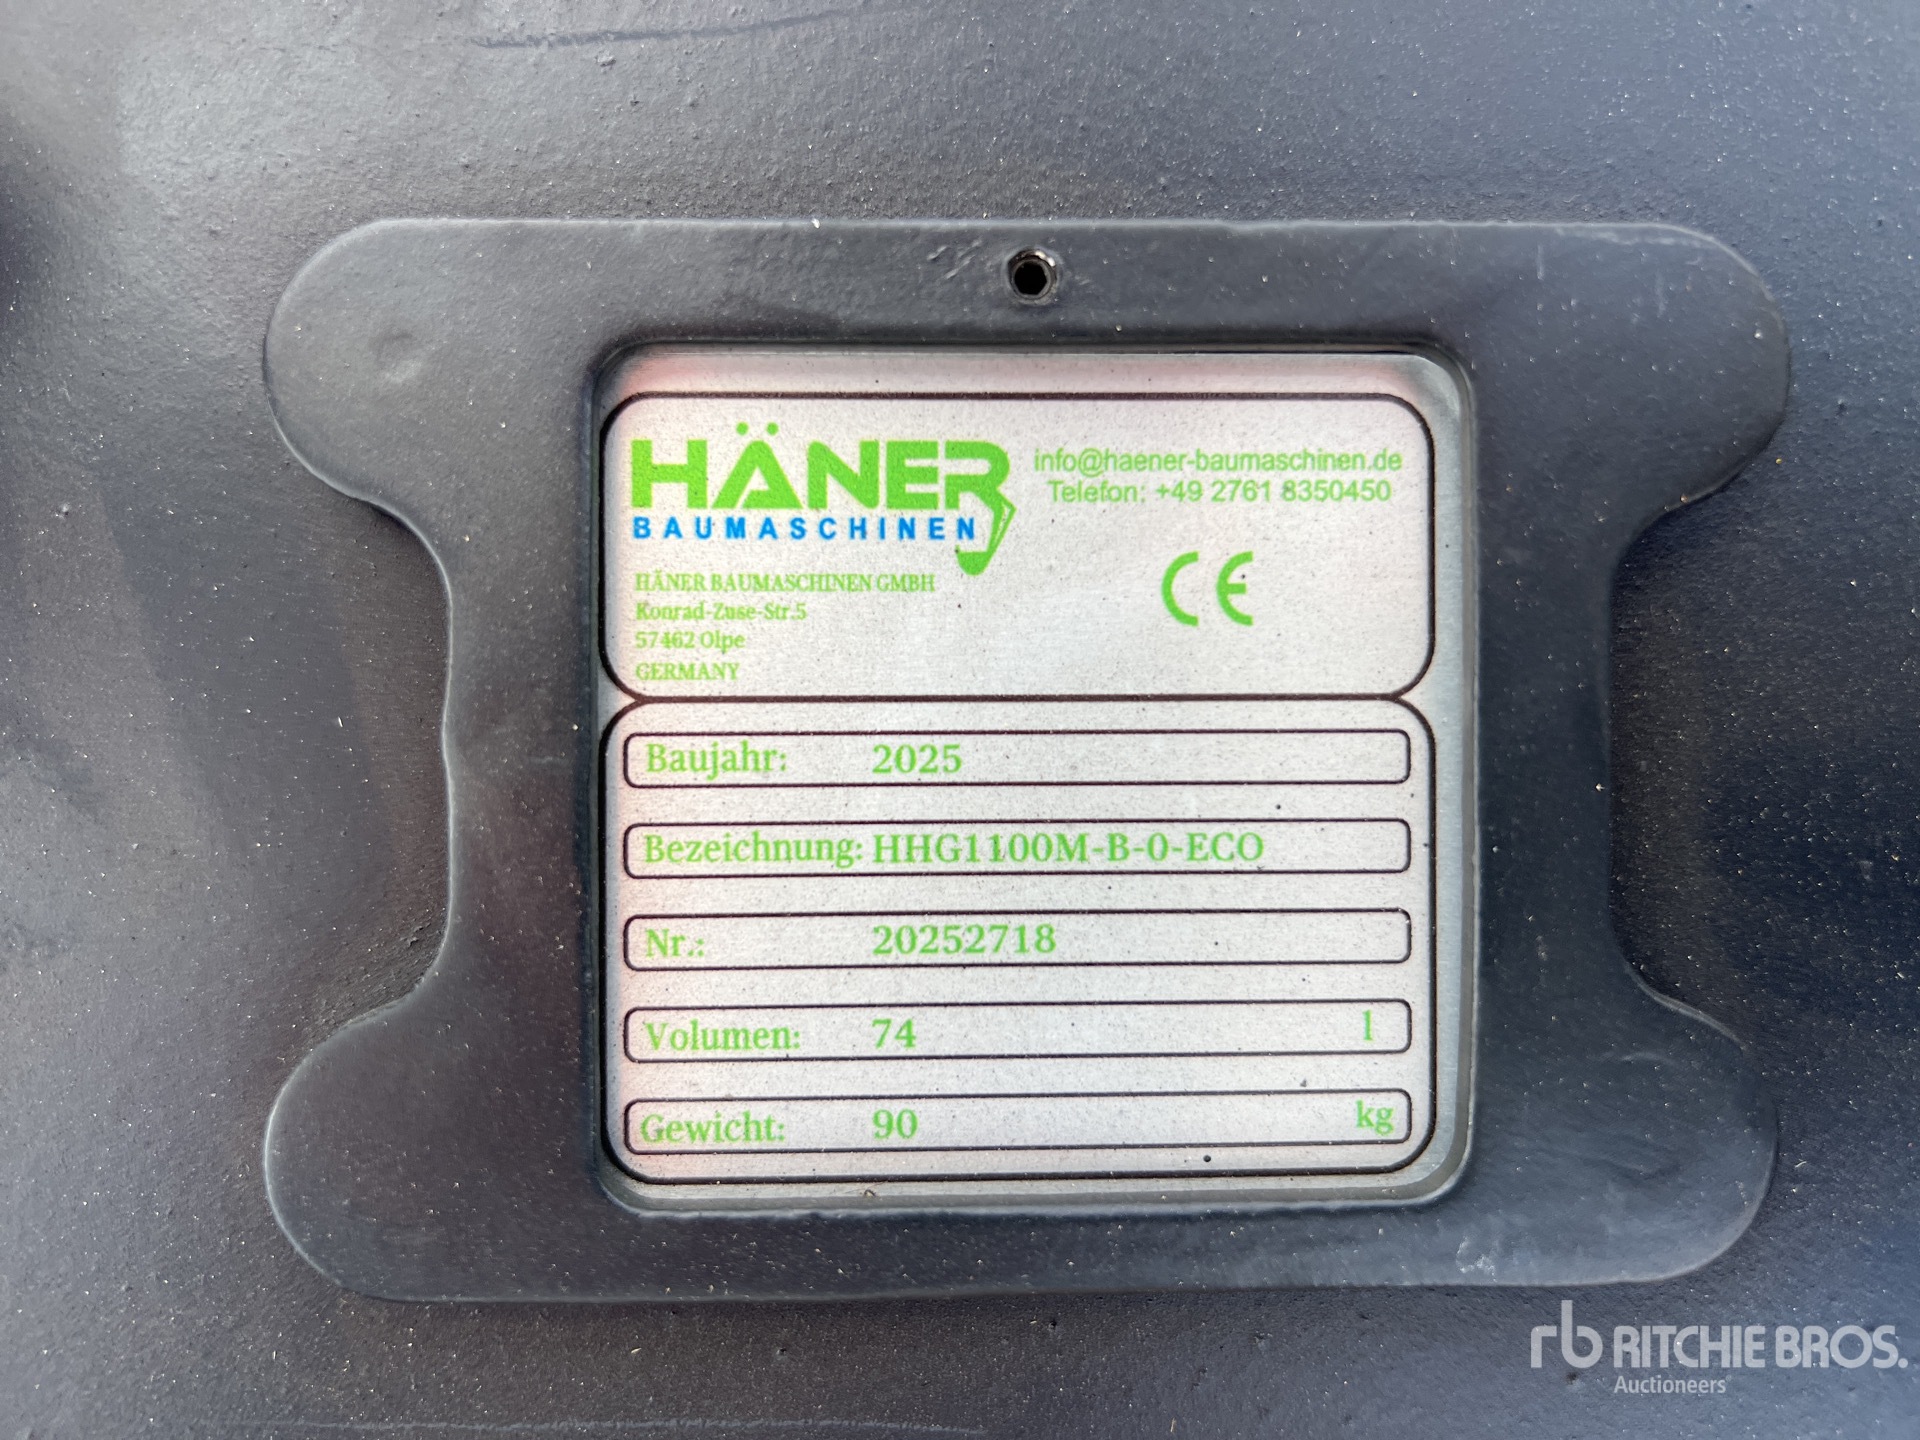 HÄNER
BAUMASCHINEN
info@haener-baumaschinen.de
Telefon: +49 2761 8350450
HÄNER BAUMASCHINEN GMBH
Konrad-Zuse-Str.5
57462 Olpe
GERMANY
CE
Baujahr: 2025
Bezeichnung: HHG1100M-B-0-ECO
Nr.: 20252718
Volumen: 74 l
Gewicht: 90 kg
rb RITCHIE BROS.
Auctioneers